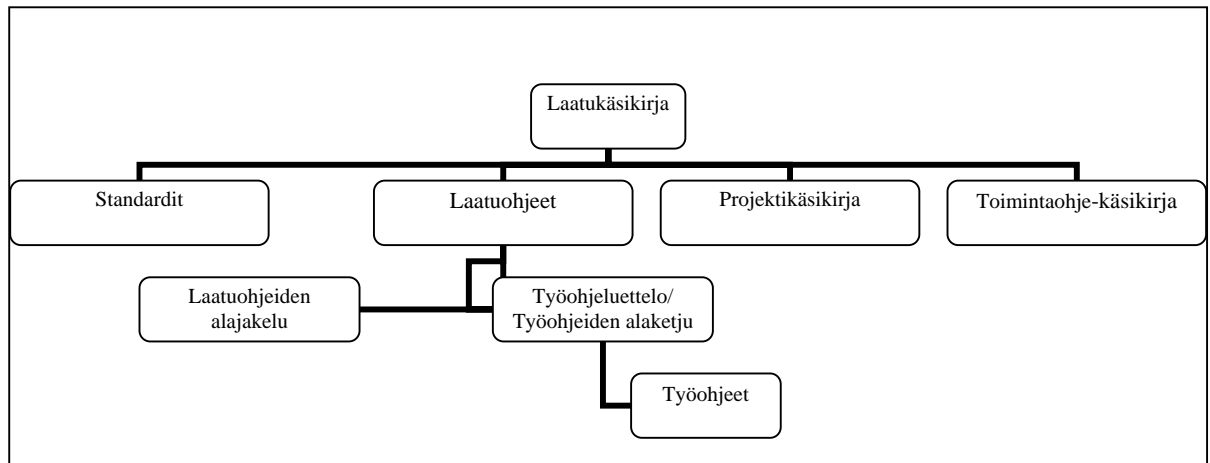 Laatukäsikirja
Standardit
Laatuohjeet
Projektikäsikirja
Toimintaohje-käsikirja
Laatuohjeiden
alajakelu
Työohjeluettelo/
Työohjeiden alaketju
Työohjeet